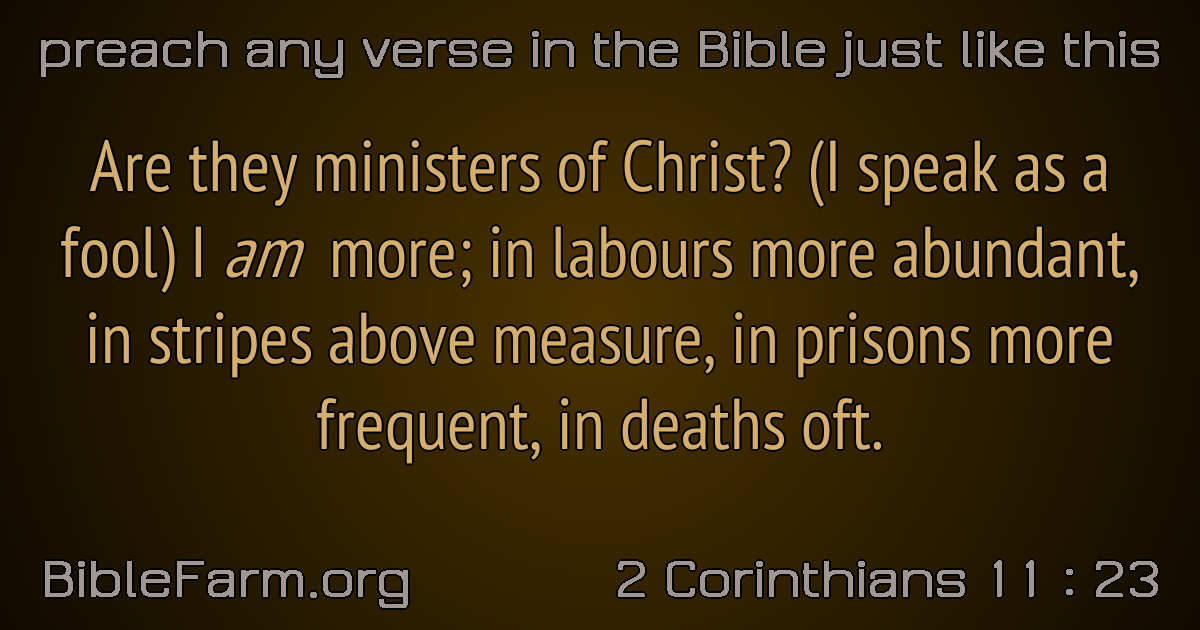 preach any verse in the Bible just like this
Are they ministers of Christ? (I speak as a
fool) I am more; in labours more abundant,
in stripes above measure, in prisons more
frequent, in deaths oft.
BibleFarm.org
2 Corinthians 11 : 23